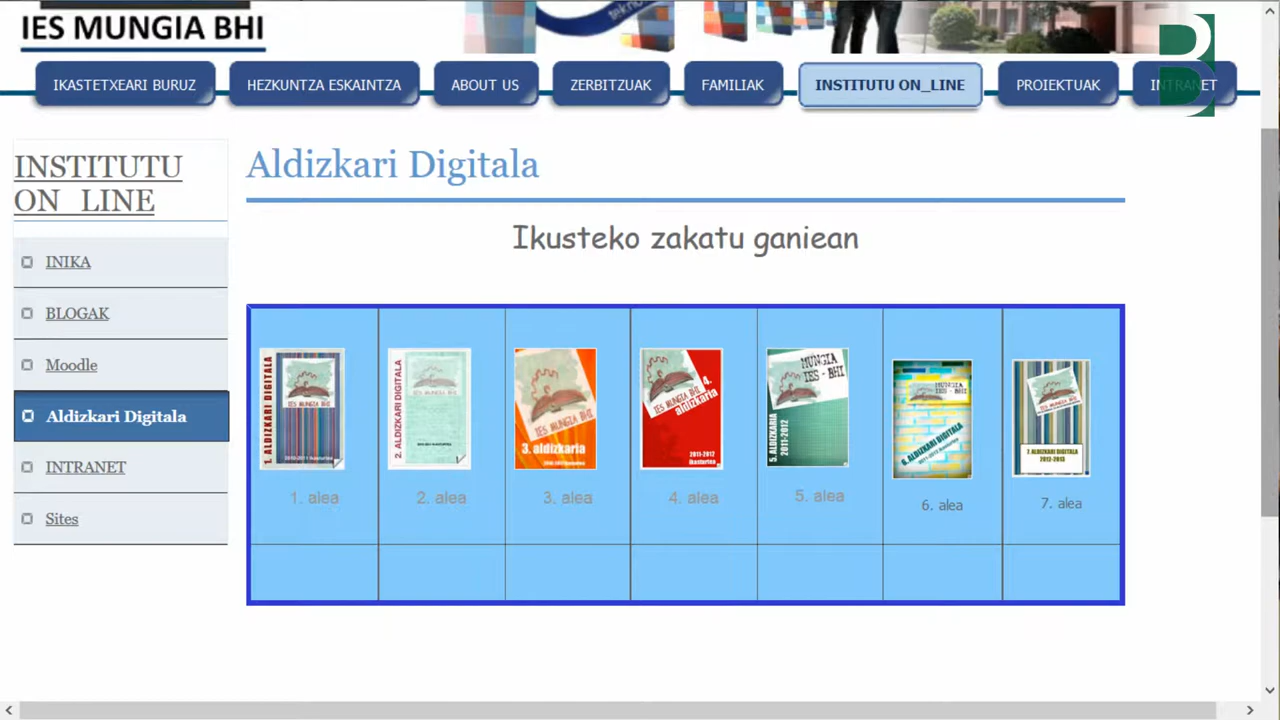 IES MUNGIA BHI
IKASTETXEARI BURUZ
HEZKUNTZA ESKAINTZA
ABOUT US
ZERBITZUAK
FAMILIAK
INSTITUTU ON_LINE
PROIEKTUAK
INTRANET
B
INSTITUTU
ON_LINE
INIKA
BLOGAK
Moodle
Aldizkari Digitala
INTRANET
Sites
Aldizkari Digitala
Ikusteko zakatu ganiean
1. ALDIZKARI DIGITALA
IES MUNGIA BHI
2. ALDIZKARI DIGITALA
IES MUNGIA BHI
IES MUNGIA BHI
3. aldizkaria
IES MUNGIA BHI
4.
aldizkaria
2011-2012
ikasturtea
MUNGIA
IES - BHI
5. ALDIZKARIA
2011-2012
MUNGIA
IES - BHI
6. ALDIZKARI DIGITALA
IES MUNGIA BHI
7. ALDIZKARI DIGITALA
2012-2013
1. alea
2. alea
3. alea
4. alea
5. alea
6. alea
7. alea